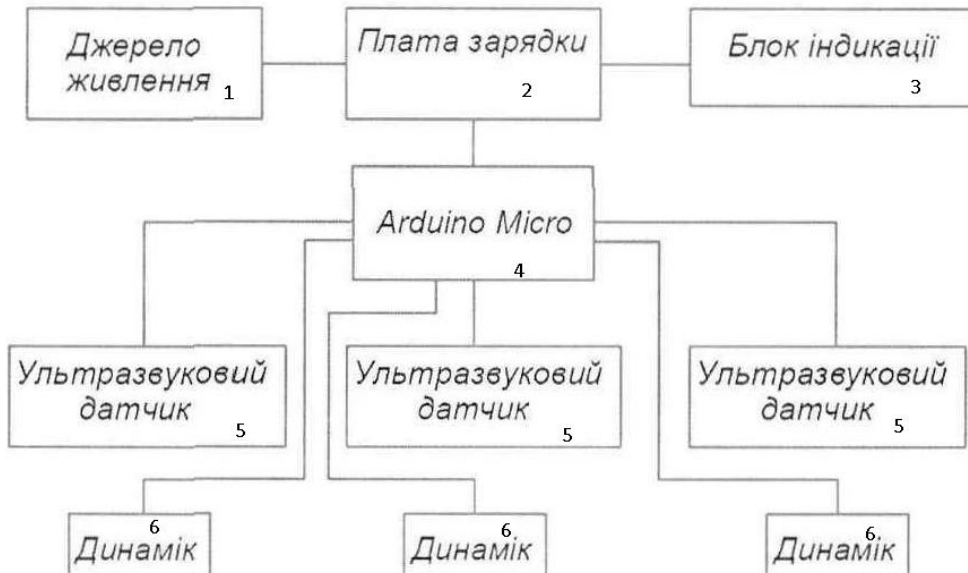 Джерело
живлення 1
Плата зарядки
2
Блок індикації
3
Arduino Micro
4
Ультразвуковий
датчик
5
Ультразвуковий
датчик
5
Ультразвуковий
датчик
5
6
Динамік
6
Динамік
6
Динамік